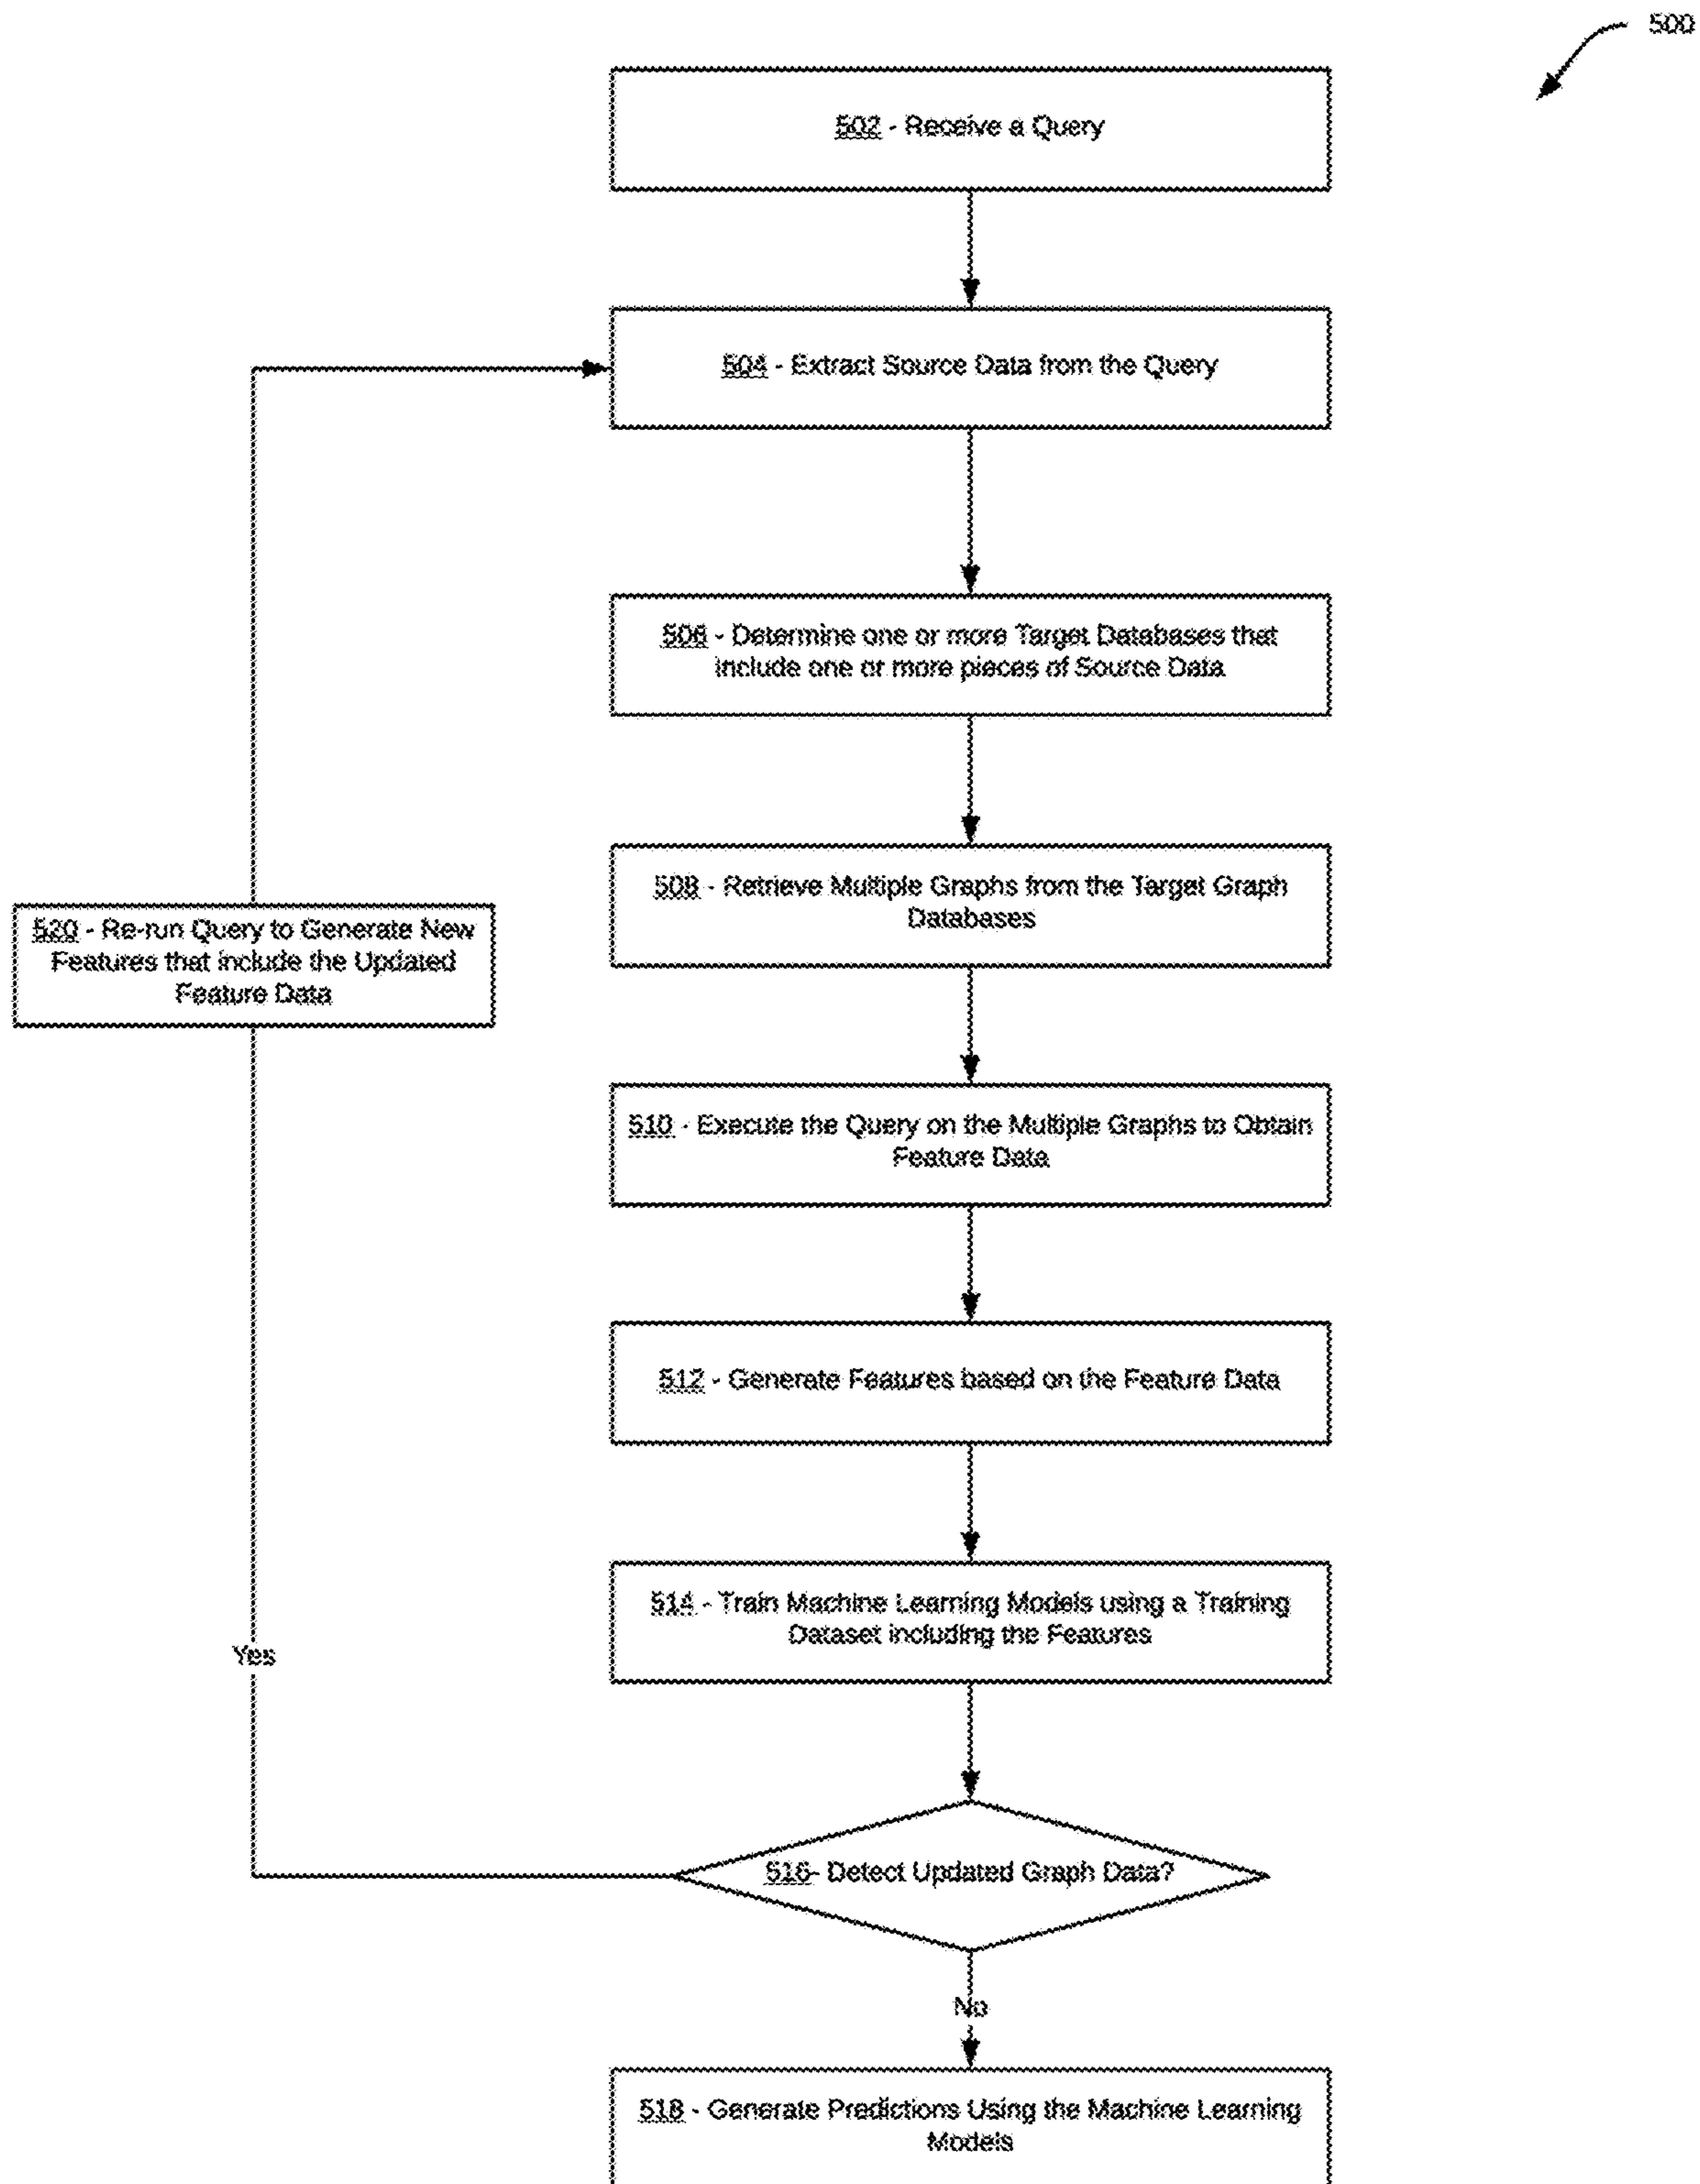 500
502 - Receive a Query
504 - Extract Source Data from the Query
506 - Determine one or more Target Databases that
include one or more pieces of Source Data
508 - Retrieve Multiple Graphs from the Target Graph
Databases
520 - Re-run Query to Generate New
Features that include the Updated
Feature Data
510 - Execute the Query on the Multiple Graphs to Obtain
Feature Data
512 - Generate Features based on the Feature Data
514 - Train Machine Learning Models using a Training
Dataset including the Features
Yes
516- Detect Updated Graph Data?
No
518 - Generate Predictions Using the Machine Learning
Models